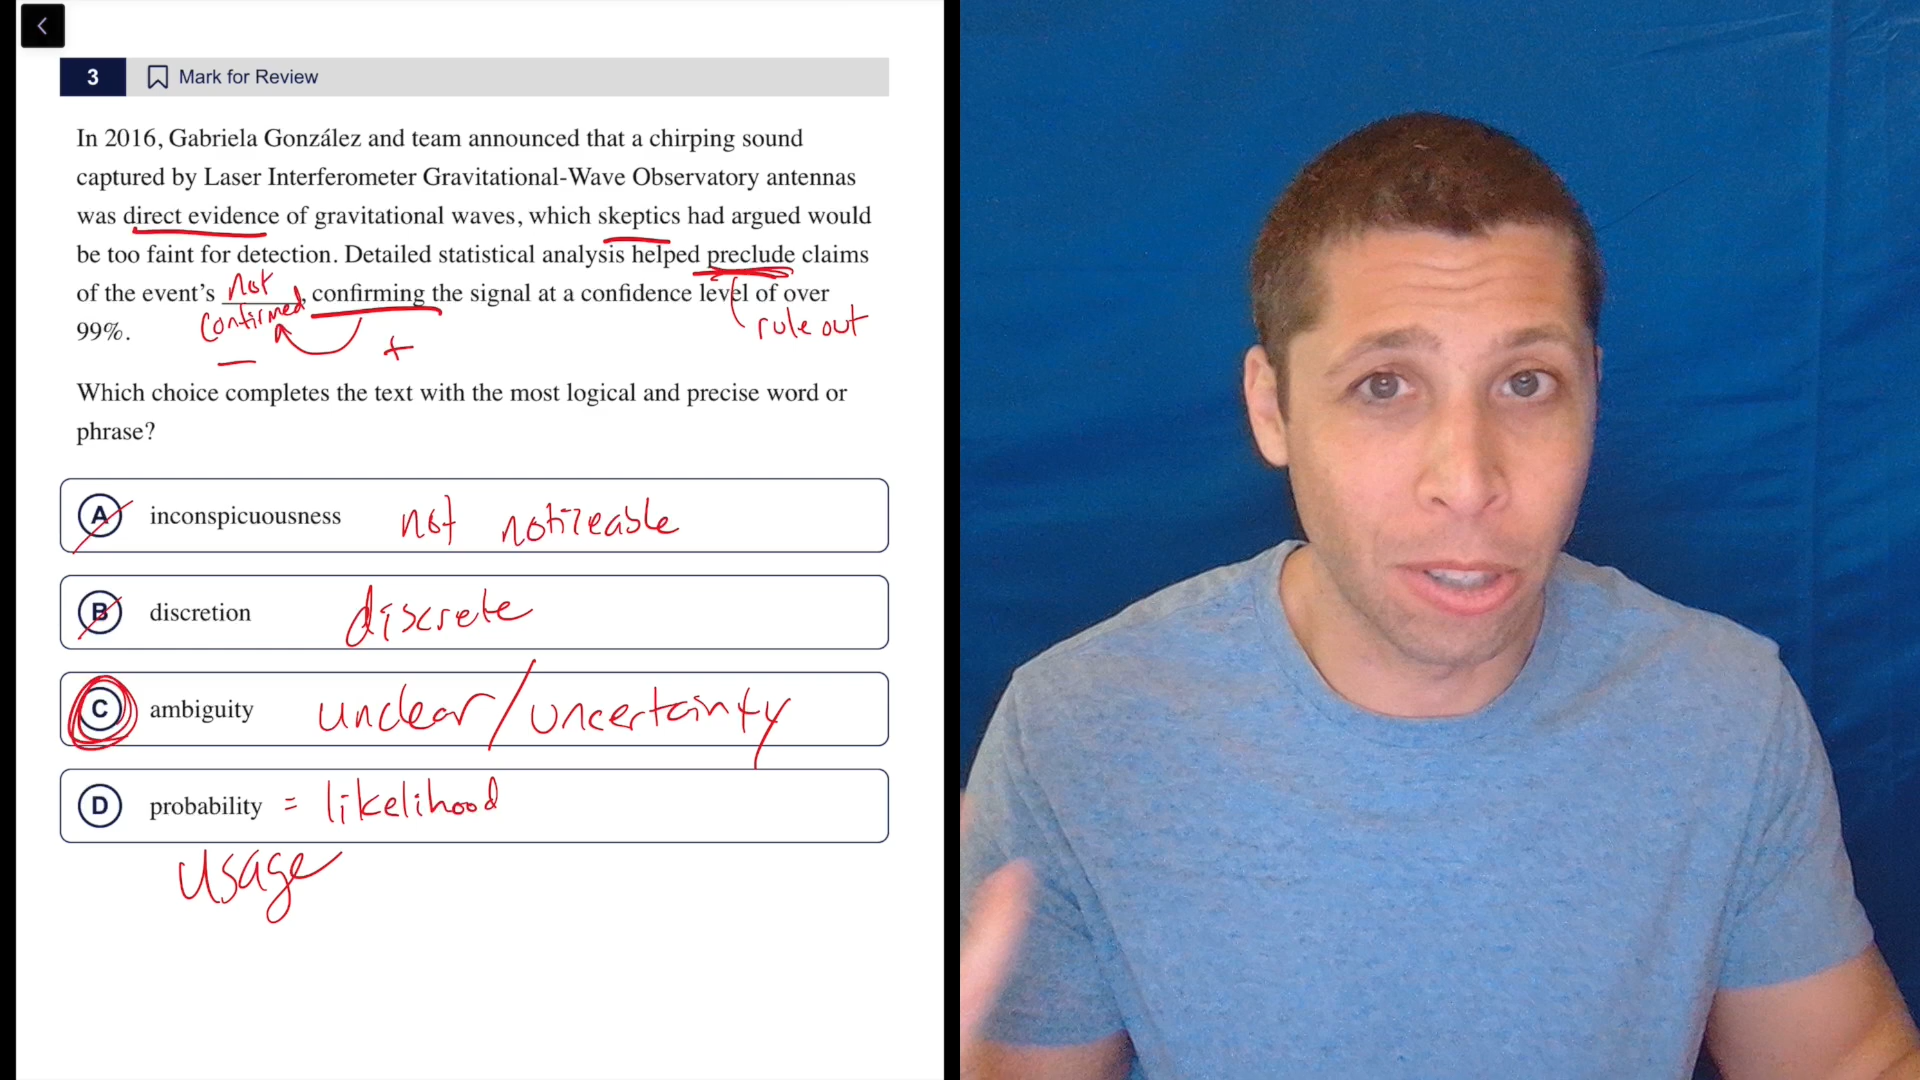 3 Mark for Review
In 2016, Gabriela González and team announced that a chirping sound
captured by Laser Interferometer Gravitational-Wave Observatory antennas
was direct evidence of gravitational waves, which skeptics had argued would
be too faint for detection. Detailed statistical analysis helped preclude claims
of the event's ______, confirming the signal at a confidence level of over
not
confirmed
rule out
99%.
+
Which choice completes the text with the most logical and precise word or
phrase?
A inconspicuousness not noticeable
B discretion discrete
C ambiguity unclear/uncertainty
D probability = likelihood
usage